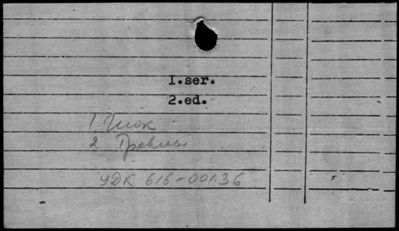 1.ser.
2.ed.
1 Шок
2 Травмы
УДК 616-001.36